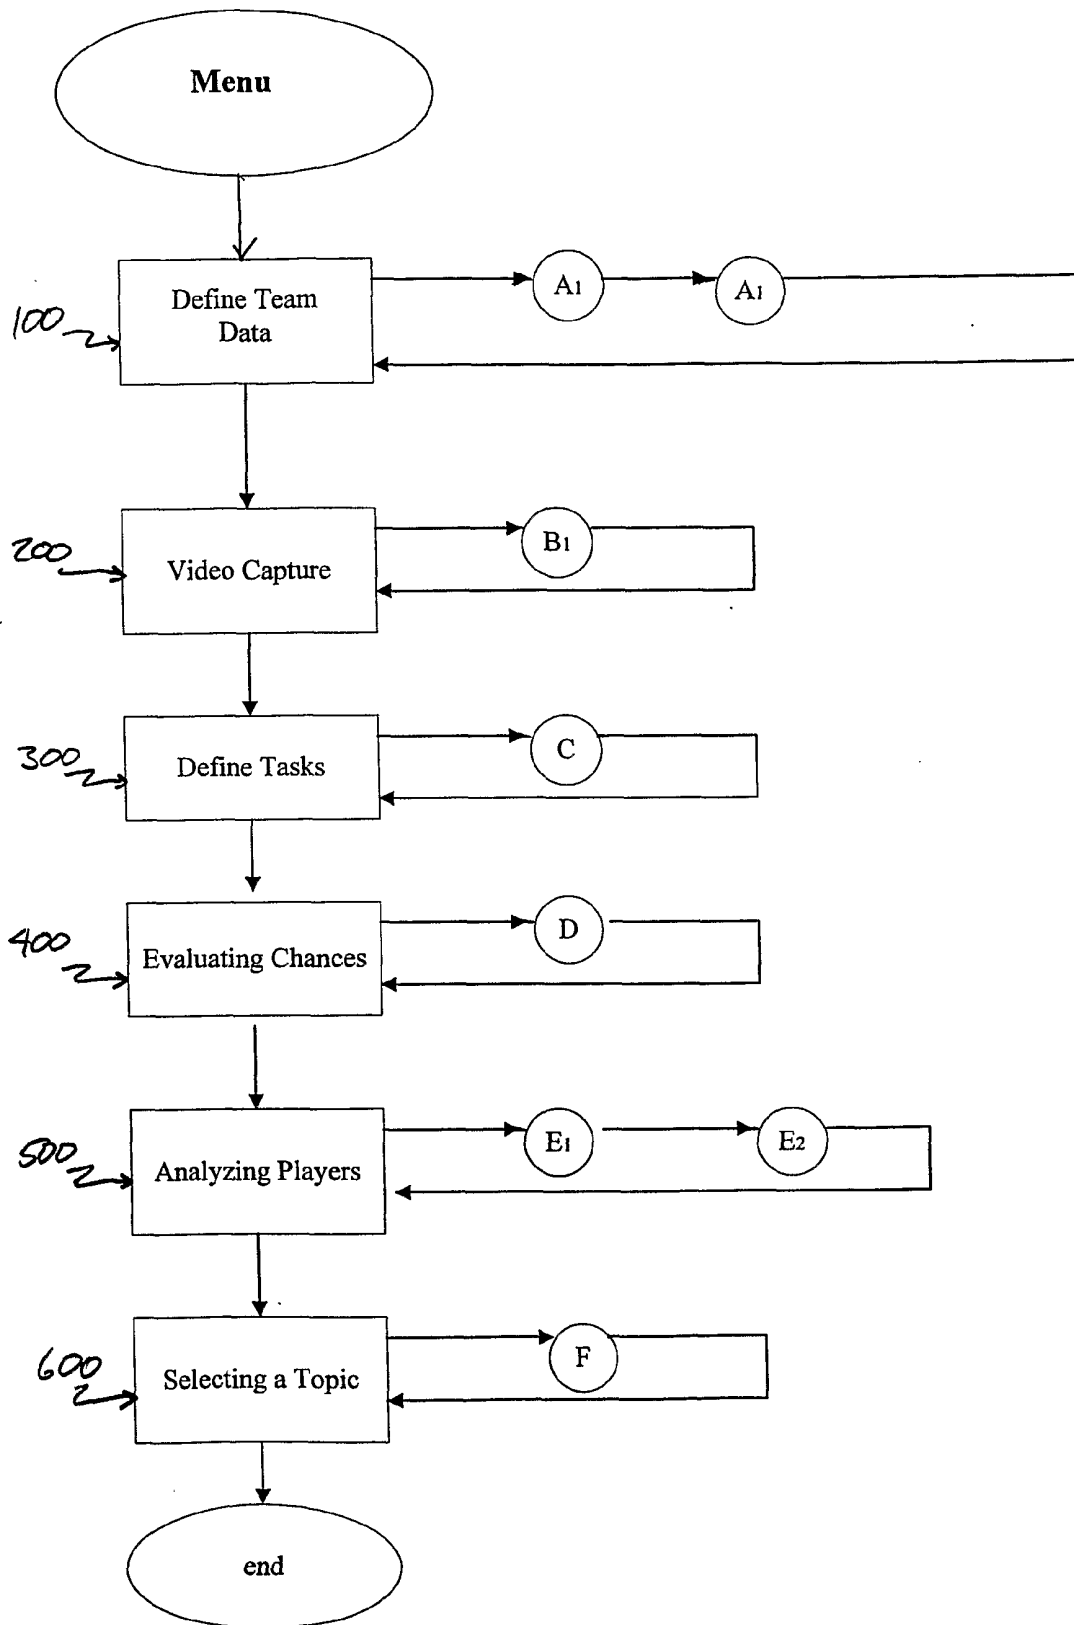 Menu
Define Team
Data
A1
A1
100
Video Capture
B1
200
Define Tasks
C
300
Evaluating Chances
D
400
Analyzing Players
E1
E2
500
Selecting a Topic
F
600
end